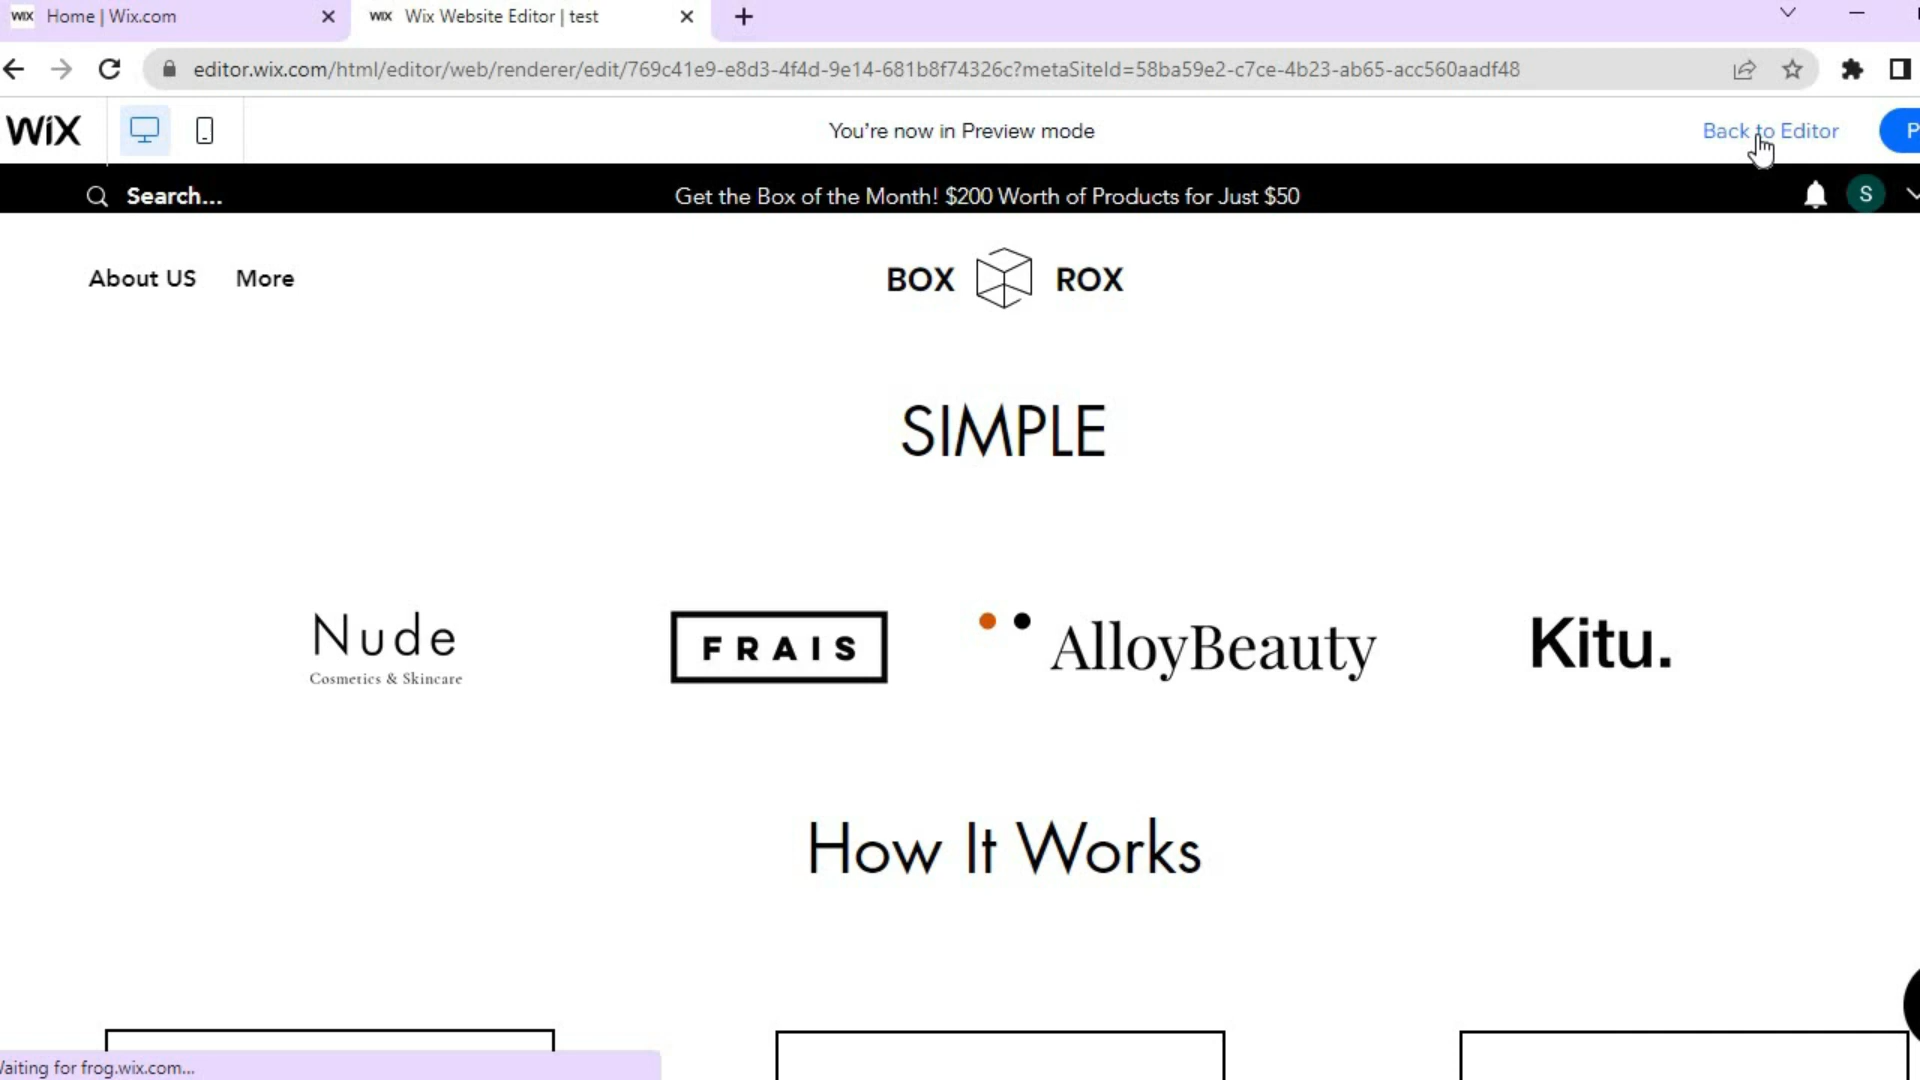 WiX Home | Wix.com
WiX Wix Website Editor | test
editor.wix.com/html/editor/web/renderer/edit/769c41e9-e8d3-4f4d-9e14-681b8f74326c?metaSiteId=58ba59e2-c7ce-4b23-ab65-acc560aadf48
WiX
You're now in Preview mode
Back to Editor
P
Search...
Get the Box of the Month! $200 Worth of Products for Just $50
S
About US
More
BOX ROX
SIMPLE
Nude
Cosmetics & Skincare
FRAIS
AlloyBeauty
Kitu.
How It Works
aiting for frog.wix.com...